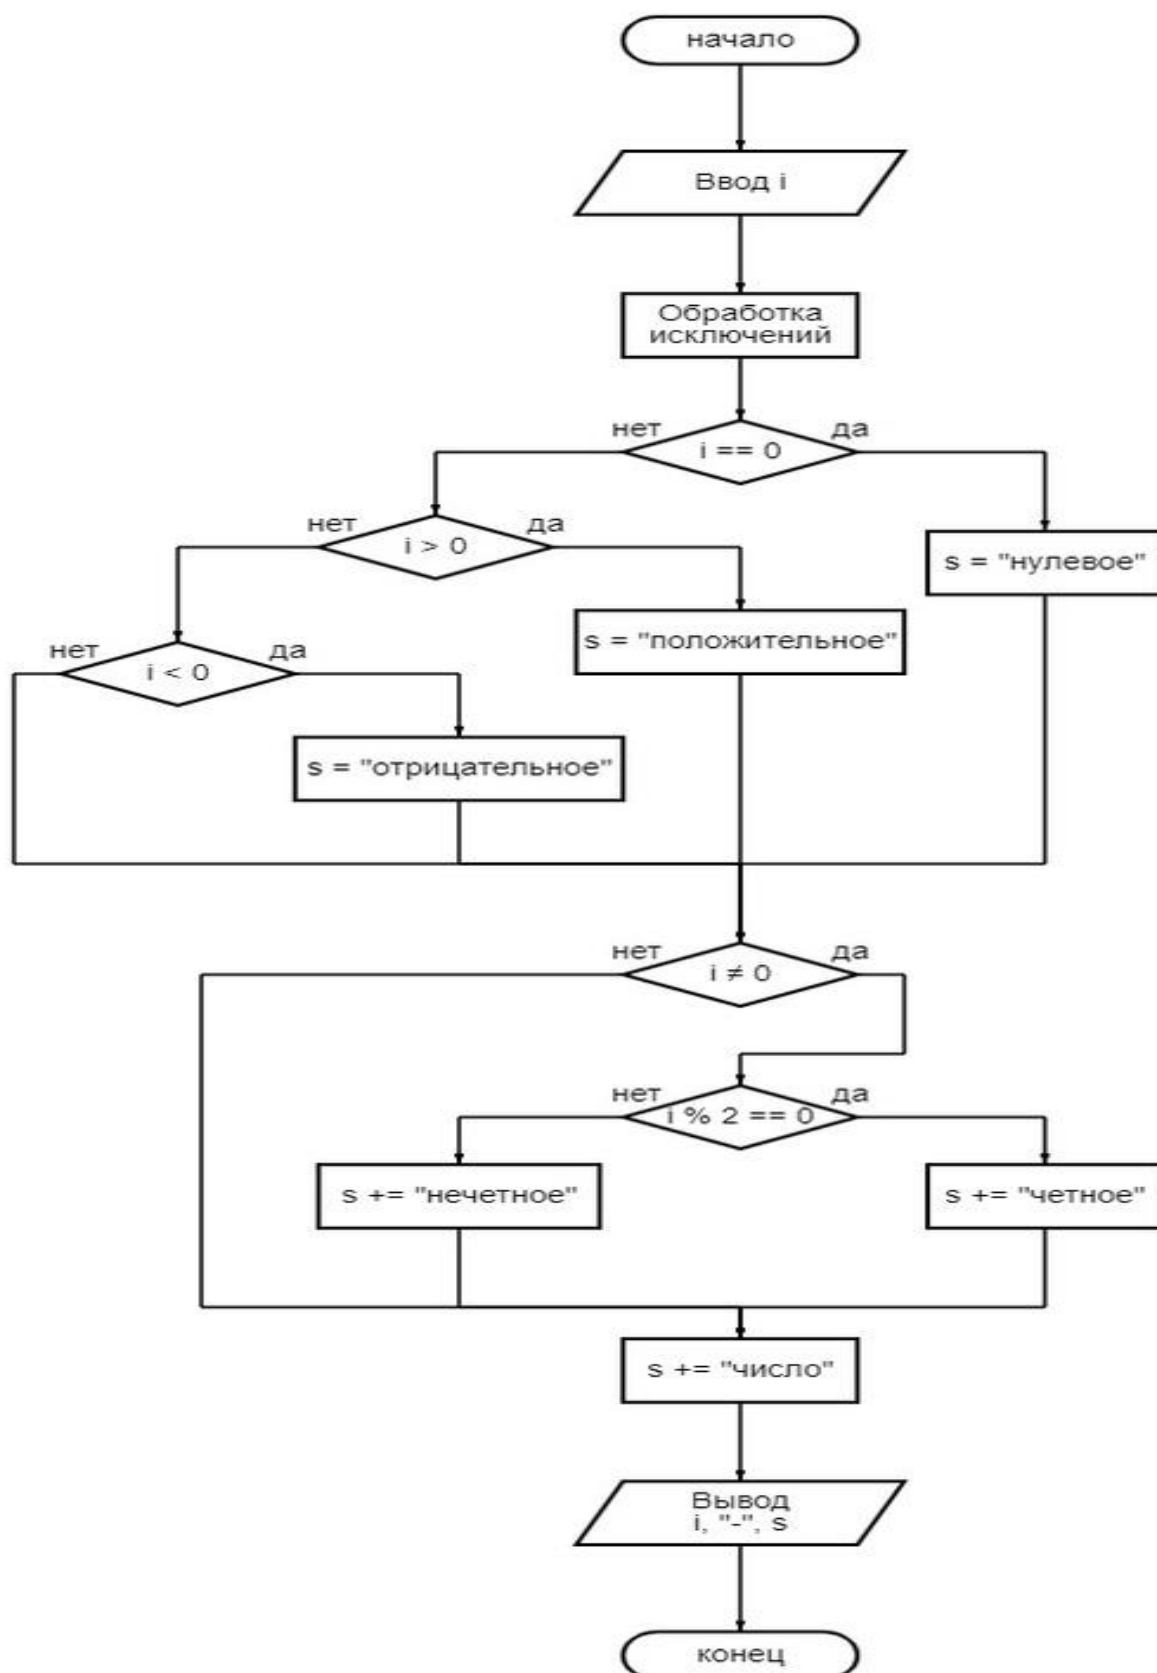 начало
Ввод i
Обработка
исключений
нет
да
i == 0
нет
да
i > 0
s = "нулевое"
s = "положительное"
нет
да
i < 0
s = "отрицательное"
нет
да
i ≠ 0
нет
да
i % 2 == 0
s += "нечетное"
s += "четное"
s += "число"
Вывод
i, "-", s
конец